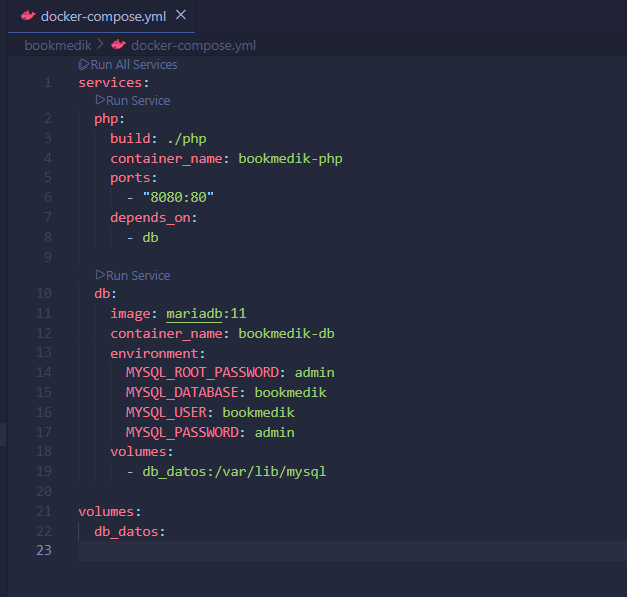 docker-compose.yml ×
bookmedik > docker-compose.yml
▷Run All Services
1 services:
▷Run Service
2   php:
3     build: ./php
4     container_name: bookmedik-php
5     ports:
6       - "8080:80"
7     depends_on:
8       - db
9
▷Run Service
10   db:
11     image: mariadb:11
12     container_name: bookmedik-db
13     environment:
14       MYSQL_ROOT_PASSWORD: admin
15       MYSQL_DATABASE: bookmedik
16       MYSQL_USER: bookmedik
17       MYSQL_PASSWORD: admin
18     volumes:
19       - db_datos:/var/lib/mysql
20
21 volumes:
22   db_datos:
23